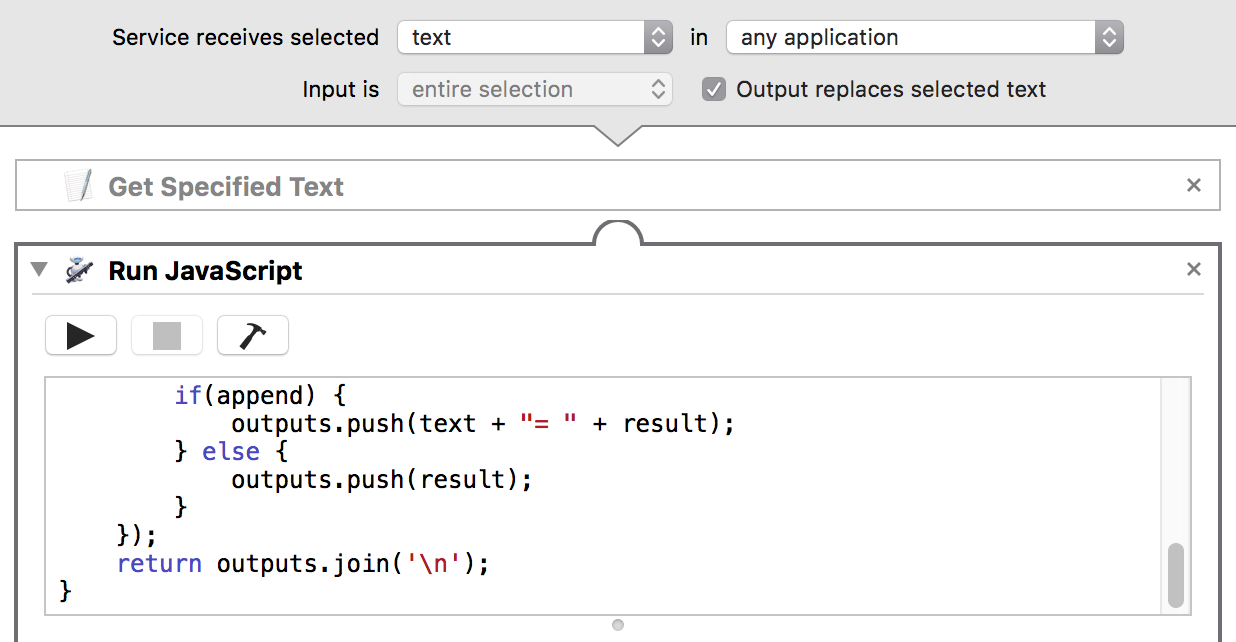 Service receives selected text in any application
Input is entire selection Output replaces selected text
Get Specified Text
Run JavaScript
if(append) {
outputs.push(text + "= " + result);
} else {
outputs.push(result);
}
});
return outputs.join('\n');
}